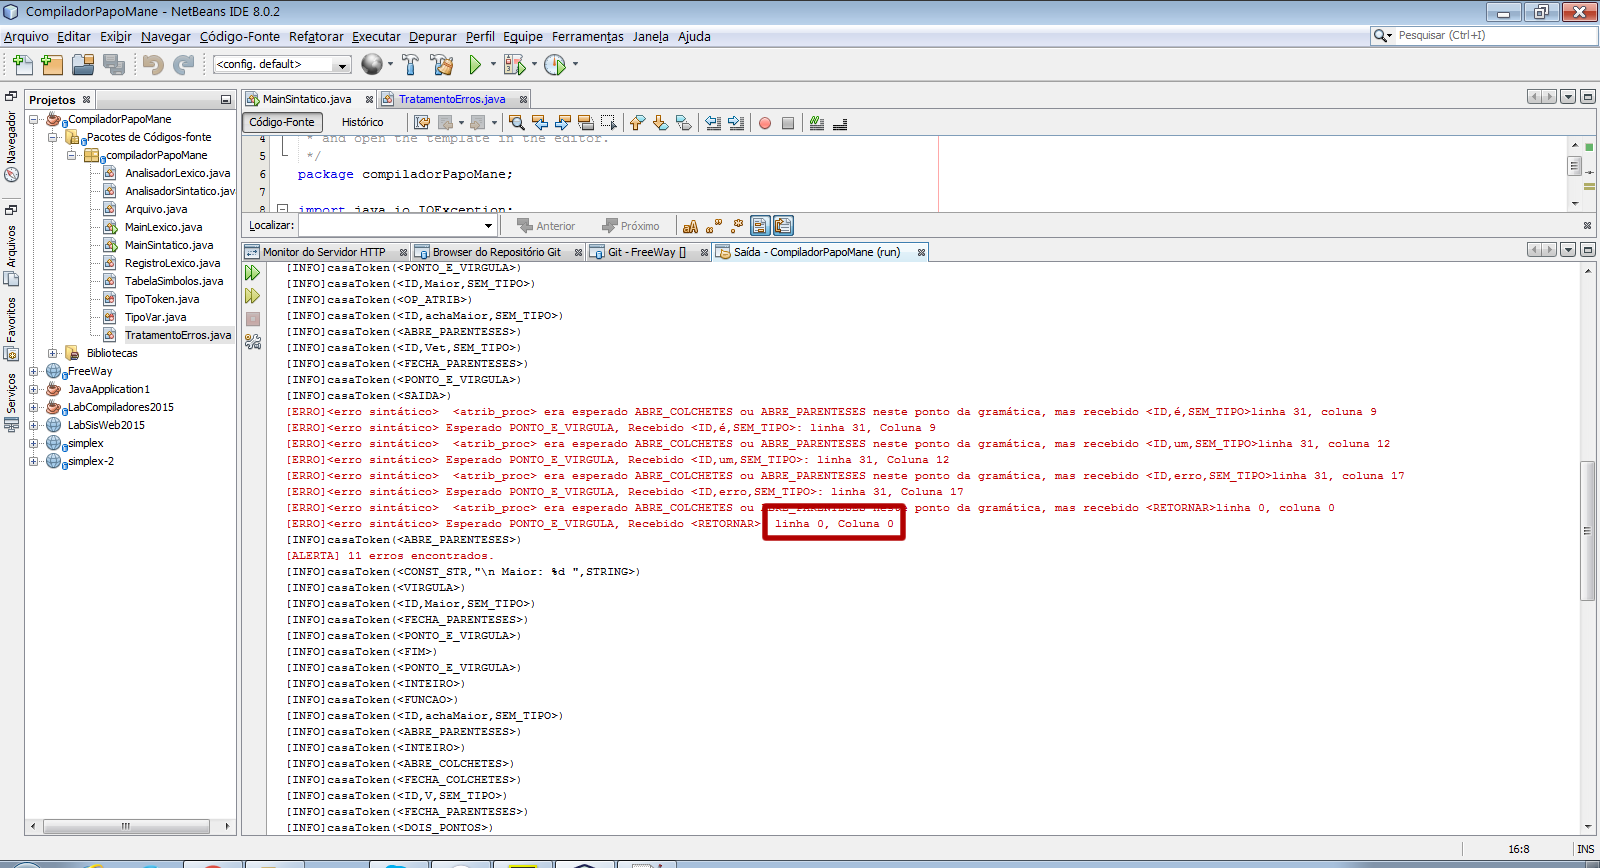 CompiladorPapoMane - NetBeans IDE 8.0.2
Arquivo Editar Exibir Navegar Código-Fonte Refatorar Executar Depurar Perfil Equipe Ferramentas Janela Ajuda
Pesquisar (Ctrl+I)
<config. default>
Projetos
MainSintatico.java
TratamentoErros.java
Código-Fonte
Histórico
Navegador
Arquivos
Favoritos
Serviços
CompiladorPapoMane
Pacotes de Códigos-fonte
compiladorPapoMane
AnalisadorLexico.java
AnalisadorSintatico.jav
Arquivo.java
MainLexico.java
MainSintatico.java
RegistroLexico.java
TabelaSimbolos.java
TipoToken.java
TipoVar.java
TratamentoErros.java
Bibliotecas
FreeWay
JavaApplication1
LabCompiladores2015
LabSisWeb2015
simplex
simplex-2
4 * and open the template in the editor.
5 */
6 package compiladorPapoMane;
7
8 import java.io.IOException;
Localizar:
Anterior
Próximo
Monitor do Servidor HTTP
Browser do Repositório Git
Git - FreeWay []
Saída - CompiladorPapoMane (run)
[INFO]casaToken(<PONTO_E_VIRGULA>)
[INFO]casaToken(<ID,Maior,SEM_TIPO>)
[INFO]casaToken(<OP_ATRIB>)
[INFO]casaToken(<ID,achaMaior,SEM_TIPO>)
[INFO]casaToken(<ABRE_PARENTESES>)
[INFO]casaToken(<ID,Vet,SEM_TIPO>)
[INFO]casaToken(<FECHA_PARENTESES>)
[INFO]casaToken(<PONTO_E_VIRGULA>)
[INFO]casaToken(<SAIDA>)
[ERRO]<erro sintático>  <atrib_proc> era esperado ABRE_COLCHETES ou ABRE_PARENTESES neste ponto da gramática, mas recebido <ID,é,SEM_TIPO>linha 31, coluna 9
[ERRO]<erro sintático> Esperado PONTO_E_VIRGULA, Recebido <ID,é,SEM_TIPO>: linha 31, Coluna 9
[ERRO]<erro sintático>  <atrib_proc> era esperado ABRE_COLCHETES ou ABRE_PARENTESES neste ponto da gramática, mas recebido <ID,um,SEM_TIPO>linha 31, coluna 12
[ERRO]<erro sintático> Esperado PONTO_E_VIRGULA, Recebido <ID,um,SEM_TIPO>: linha 31, Coluna 12
[ERRO]<erro sintático>  <atrib_proc> era esperado ABRE_COLCHETES ou ABRE_PARENTESES neste ponto da gramática, mas recebido <ID,erro,SEM_TIPO>linha 31, coluna 17
[ERRO]<erro sintático> Esperado PONTO_E_VIRGULA, Recebido <ID,erro,SEM_TIPO>: linha 31, Coluna 17
[ERRO]<erro sintático>  <atrib_proc> era esperado ABRE_COLCHETES ou ABRE_PARENTESES neste ponto da gramática, mas recebido <RETORNAR>linha 0, coluna 0
[ERRO]<erro sintático> Esperado PONTO_E_VIRGULA, Recebido <RETORNAR> linha 0, Coluna 0
[INFO]casaToken(<ABRE_PARENTESES>)
[ALERTA] 11 erros encontrados.
[INFO]casaToken(<CONST_STR,"\n Maior: %d ",STRING>)
[INFO]casaToken(<VIRGULA>)
[INFO]casaToken(<ID,Maior,SEM_TIPO>)
[INFO]casaToken(<FECHA_PARENTESES>)
[INFO]casaToken(<PONTO_E_VIRGULA>)
[INFO]casaToken(<FIM>)
[INFO]casaToken(<PONTO_E_VIRGULA>)
[INFO]casaToken(<INTEIRO>)
[INFO]casaToken(<FUNCAO>)
[INFO]casaToken(<ID,achaMaior,SEM_TIPO>)
[INFO]casaToken(<ABRE_PARENTESES>)
[INFO]casaToken(<INTEIRO>)
[INFO]casaToken(<ABRE_COLCHETES>)
[INFO]casaToken(<FECHA_COLCHETES>)
[INFO]casaToken(<ID,V,SEM_TIPO>)
[INFO]casaToken(<FECHA_PARENTESES>)
[INFO]casaToken(<DOIS_PONTOS>)
16:8
INS